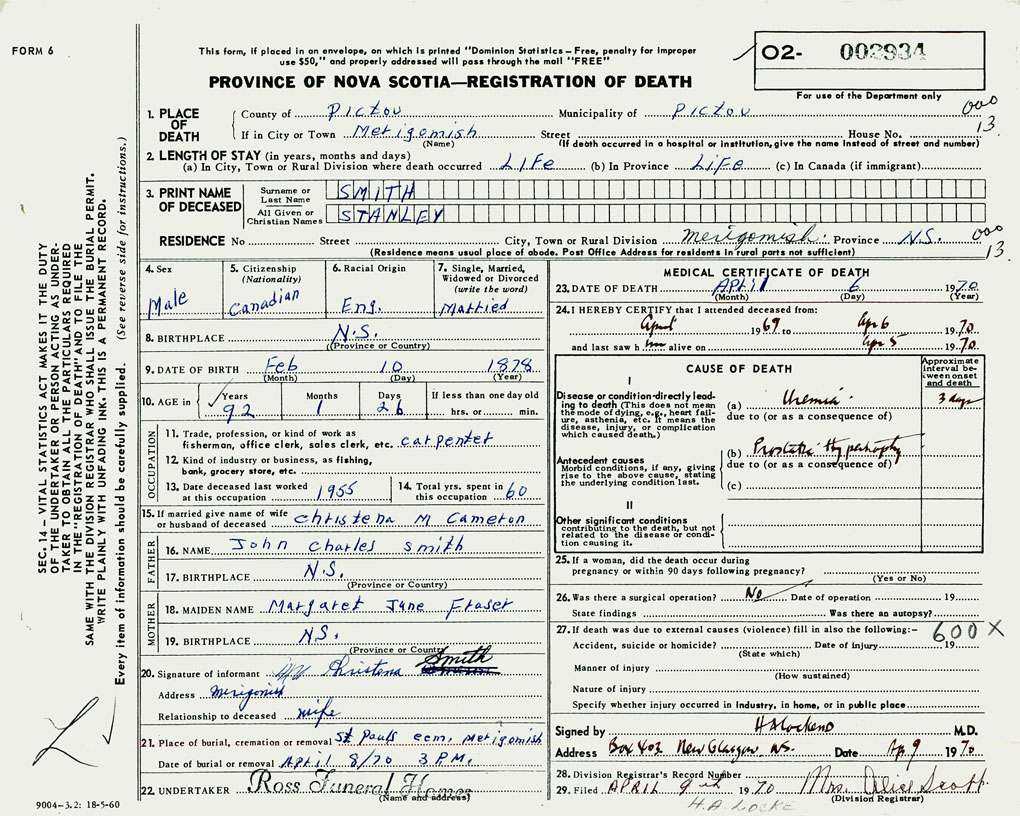 FORM 6
This form, if placed in an envelope, on which is printed "Dominion Statistics – Free, penalty for improper
use $50," and properly addressed will pass through the mail "FREE"
PROVINCE OF NOVA SCOTIA—REGISTRATION OF DEATH
O2- 002934
For use of the Department only
SEC. 14 – VITAL STATISTICS ACT MAKES IT THE DUTY
OF THE UNDERTAKER OR PERSON ACTING AS UNDER-
TAKER TO OBTAIN ALL THE PARTICULARS REQUIRED
IN THE "REGISTRATION OF DEATH" AND TO FILE THE
SAME WITH THE DIVISION REGISTRAR WHO SHALL ISSUE THE BURIAL PERMIT.
WRITE PLAINLY WITH UNFADING INK. THIS IS A PERMANENT RECORD.
Every item of information should be carefully supplied. (See reverse side for instructions.)
1. PLACE OF DEATH
County of Pictou Municipality of Pictou 000
If in City or Town Merigomish Street House No. 13.
(Name) (If death occurred in a hospital or institution, give the name instead of street and number)
2. LENGTH OF STAY (in years, months and days)
(a) In City, Town or Rural Division where death occurred Life (b) In Province Life (c) In Canada (if immigrant)
3. PRINT NAME OF DECEASED
Surname or Last Name SMITH
All Given or Christian Names STANLEY
RESIDENCE No Street City, Town or Rural Division Merigomish. Province N.S. 000
(Residence means usual place of abode. Post Office Address for residents in rural parts not sufficient) 13.
4. Sex Male
5. Citizenship (Nationality) Canadian
6. Racial Origin Eng.
7. Single, Married, Widowed or Divorced (write the word) Married
8. BIRTHPLACE N.S.
(Province or Country)
9. DATE OF BIRTH Feb 10 1878
(Month) (Day) (Year)
10. AGE in Years 92 Months 1 Days 26 If less than one day old hrs. or min.
OCCUPATION
11. Trade, profession, or kind of work as
fisherman, office clerk, sales clerk, etc. carpenter
12. Kind of industry or business, as fishing,
bank, grocery store, etc.
13. Date deceased last worked at this occupation 1955
14. Total yrs. spent in this occupation 60
15. If married give name of wife
or husband of deceased Christena M Cameron
FATHER
16. NAME John Charles Smith
17. BIRTHPLACE N.S.
(Province or Country)
MOTHER
18. MAIDEN NAME Margaret Jane Fraser
19. BIRTHPLACE N.S.
(Province or Country)
20. Signature of informant Christena Smith
Address Merigomish
Relationship to deceased wife
21. Place of burial, cremation or removal St Pauls cem, Merigomish
Date of burial or removal April 8/70 3 P.M.
22. UNDERTAKER Ross Funeral Homes
(Name and address)
9004-3.2: 18-5-60
MEDICAL CERTIFICATE OF DEATH
23. DATE OF DEATH April 6 1970
(Month) (Day) (Year)
24. I HEREBY CERTIFY that I attended deceased from:
April 1969 to Apr 6 1970
and last saw him alive on Apr 5 1970.
CAUSE OF DEATH
Approximate interval between onset and death
I
Disease or condition directly lead-
ing to death (This does not mean
the mode of dying, e.g., heart fail-
ure, asthenia, etc. It means the
disease, injury, or complication
which caused death.)
(a) Uremia 3 days
due to (or as a consequence of)
Antecedent causes
Morbid conditions, if any, giving
rise to the above cause, stating
the underlying condition last.
(b) Prostatic Hypertrophy
due to (or as a consequence of)
(c)
II
Other significant conditions
contributing to the death, but not
related to the disease or condi-
tion causing it.
25. If a woman, did the death occur during
pregnancy or within 90 days following pregnancy?
(Yes or No)
26. Was there a surgical operation? No Date of operation 19
State findings Was there an autopsy?
27. If death was due to external causes (violence) fill in also the following:- 600 X
Accident, suicide or homicide? Date of injury 19
(State which)
Manner of injury
(How sustained)
Nature of injury
Specify whether injury occurred in industry, in home, or in public place
Signed by H A Locke M.D.
Address Box 402 New Glasgow N.S. Date Ap. 9 1970
28. Division Registrar's Record Number
29. Filed APRIL 9th 1970 Mrs. Alice Scott.
(Division Registrar)
H.A. LOCKE